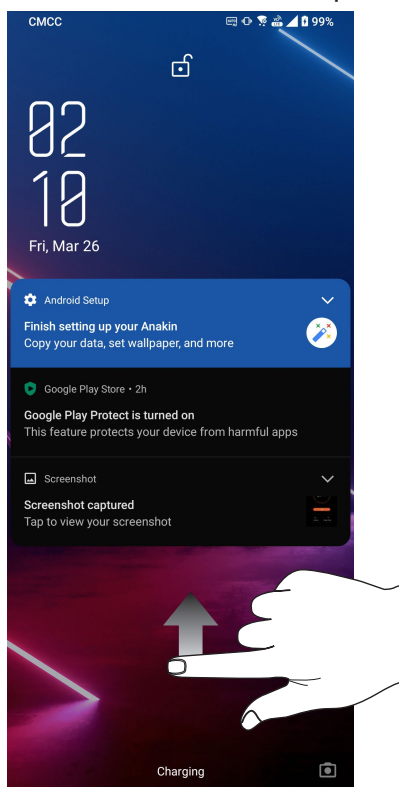 CMCC
99%
02
10
Fri, Mar 26
Android Setup
Finish setting up your Anakin
Copy your data, set wallpaper, and more
Google Play Store • 2h
Google Play Protect is turned on
This feature protects your device from harmful apps
Screenshot
Screenshot captured
Tap to view your screenshot
Charging